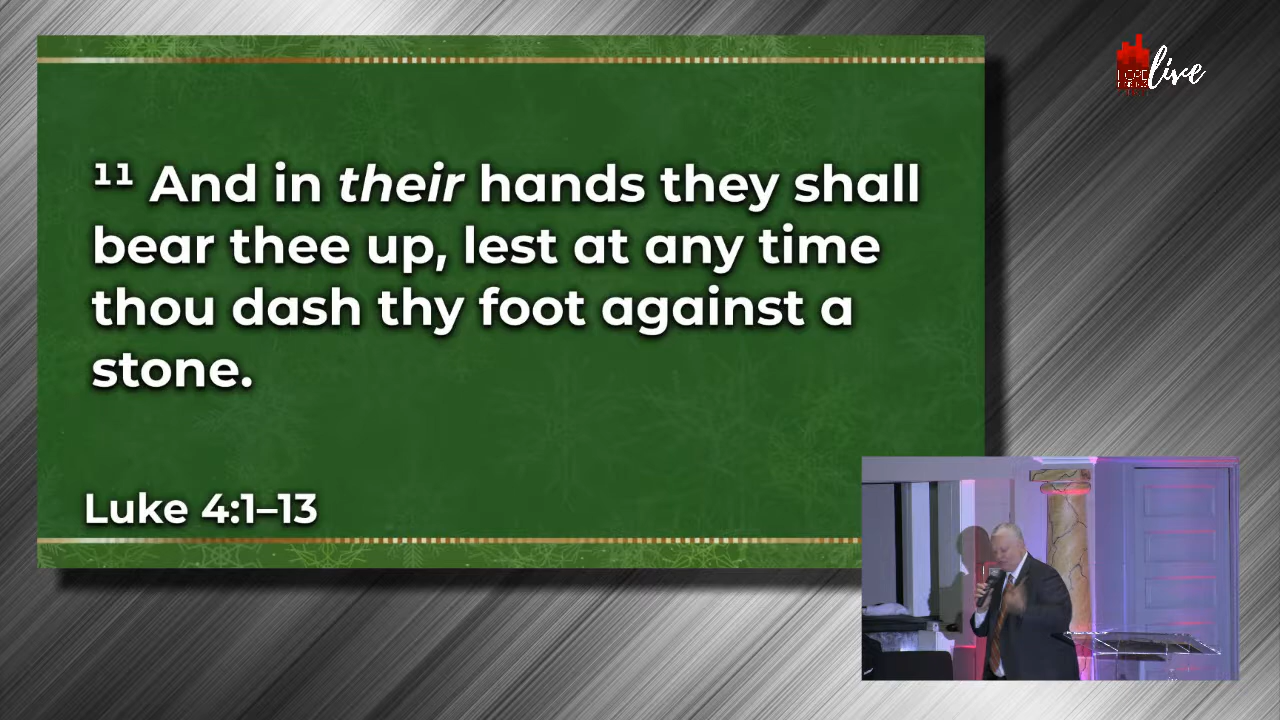 ¹¹ And in their hands they shall
bear thee up, lest at any time
thou dash thy foot against a
stone.
Luke 4:1–13
HOPE
live